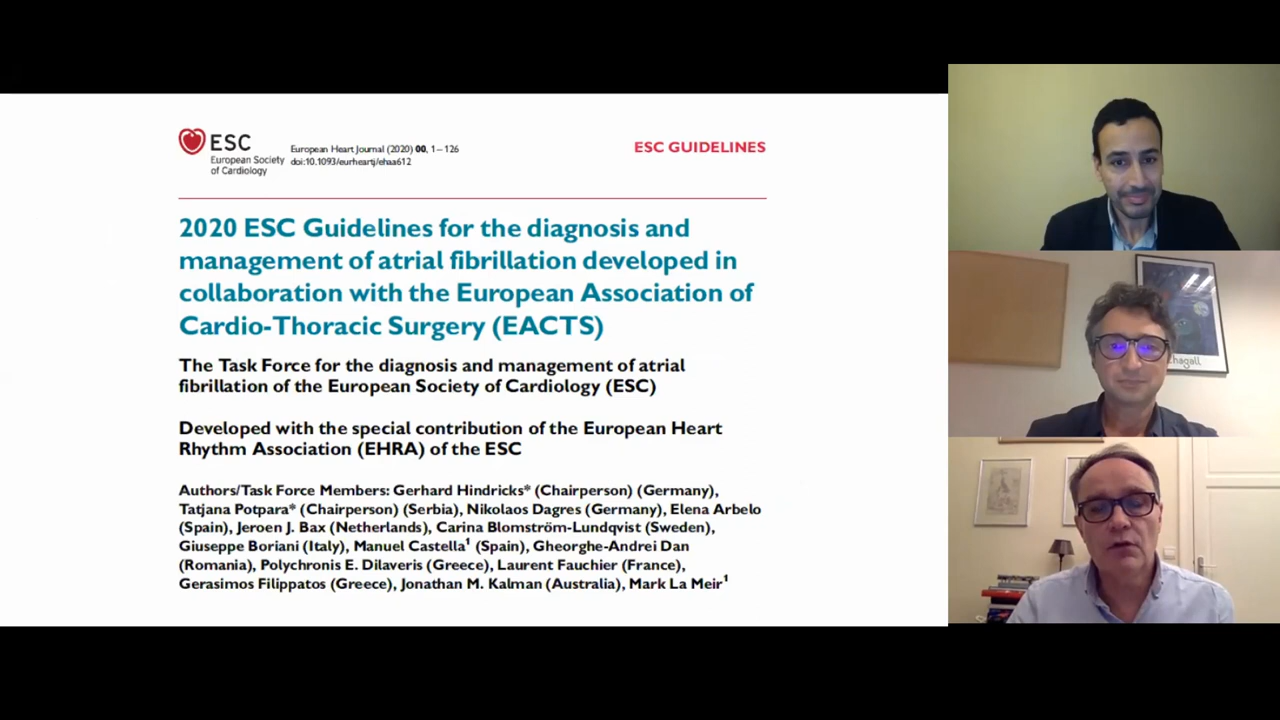 ESC
European Society
of Cardiology
European Heart Journal (2020) 00, 1–126
doi:10.1093/eurheartj/ehaa612
ESC GUIDELINES
2020 ESC Guidelines for the diagnosis and
management of atrial fibrillation developed in
collaboration with the European Association of
Cardio-Thoracic Surgery (EACTS)
The Task Force for the diagnosis and management of atrial
fibrillation of the European Society of Cardiology (ESC)
Developed with the special contribution of the European Heart
Rhythm Association (EHRA) of the ESC
Authors/Task Force Members: Gerhard Hindricks* (Chairperson) (Germany),
Tatjana Potpara* (Chairperson) (Serbia), Nikolaos Dagres (Germany), Elena Arbelo
(Spain), Jeroen J. Bax (Netherlands), Carina Blomström-Lundqvist (Sweden),
Giuseppe Boriani (Italy), Manuel Castella¹ (Spain), Gheorghe-Andrei Dan
(Romania), Polychronis E. Dilaveris (Greece), Laurent Fauchier (France),
Gerasimos Filippatos (Greece), Jonathan M. Kalman (Australia), Mark La Meir¹
hagall